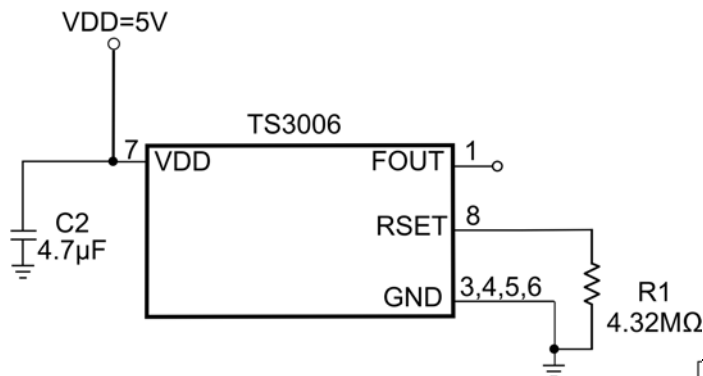 VDD=5V
TS3006
7
VDD
FOUT
1
C2
4.7µF
RSET
8
GND
3,4,5,6
R1
4.32MΩ